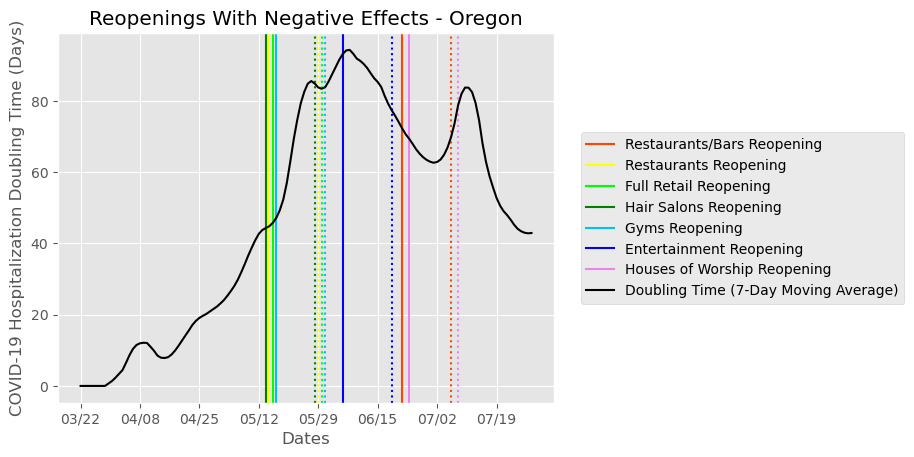 Reopenings With Negative Effects - Oregon
COVID-19 Hospitalization Doubling Time (Days)
80
60
40
20
0
03/22 04/08 04/25 05/12 05/29 06/15 07/02 07/19
Dates
Restaurants/Bars Reopening
Restaurants Reopening
Full Retail Reopening
Hair Salons Reopening
Gyms Reopening
Entertainment Reopening
Houses of Worship Reopening
Doubling Time (7-Day Moving Average)